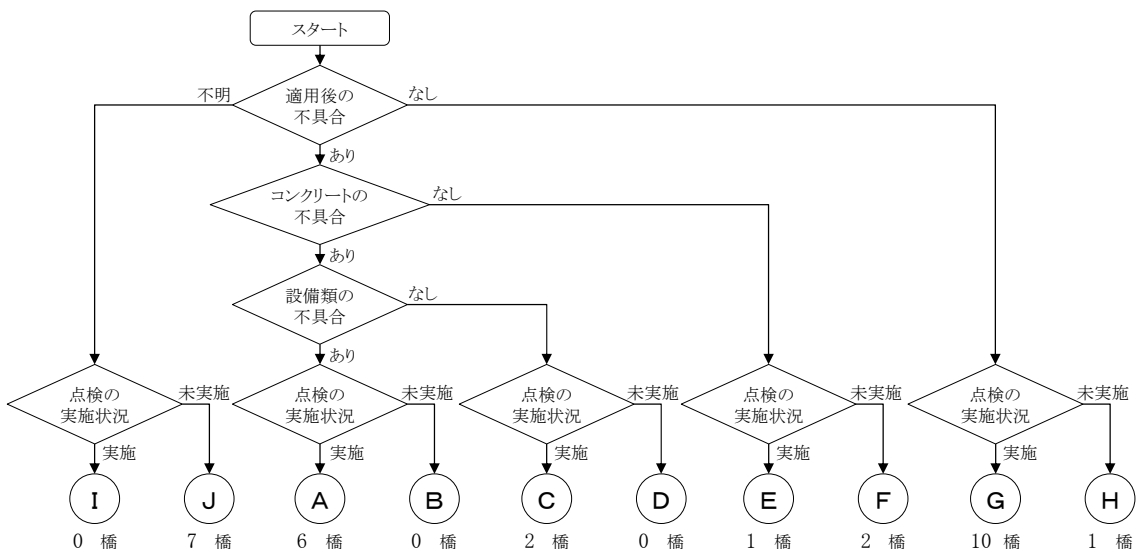 スタート
不明
適用後の
不具合
なし
あり
コンクリートの
不具合
なし
あり
設備類の
不具合
なし
あり
点検の
実施状況
未実施
実施
点検の
実施状況
未実施
実施
点検の
実施状況
未実施
実施
点検の
実施状況
未実施
実施
点検の
実施状況
未実施
実施
I
J
A
B
C
D
E
F
G
H
0 橋
7 橋
6 橋
0 橋
2 橋
0 橋
1 橋
2 橋
10 橋
1 橋